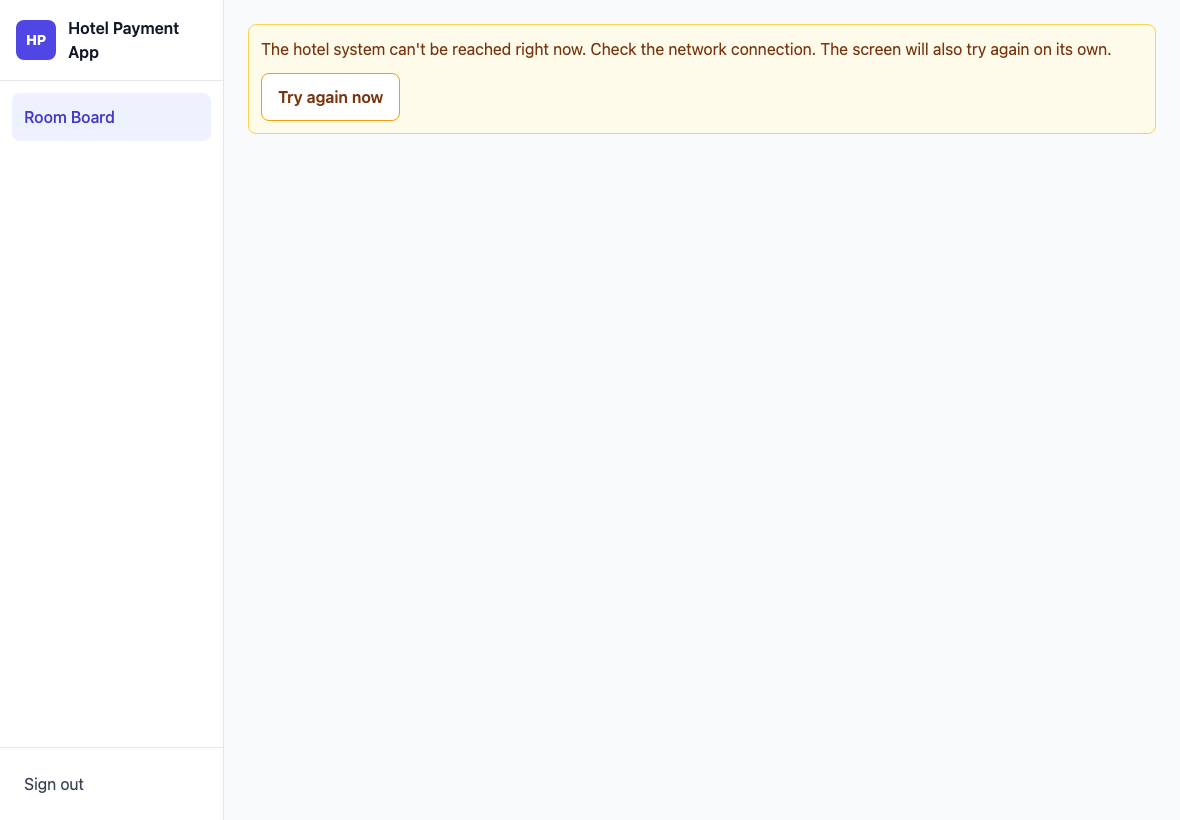 HP
Hotel Payment
App
Room Board
Sign out
The hotel system can't be reached right now. Check the network connection. The screen will also try again on its own.
Try again now